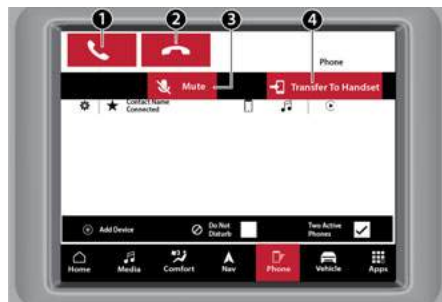 1 2 3 4
Phone
Mute
Transfer To Handset
Contact Name
Connected
Add Device
Do Not
Disturb
Two Active
Phones
Home Media Comfort Nav Phone Vehicle Apps